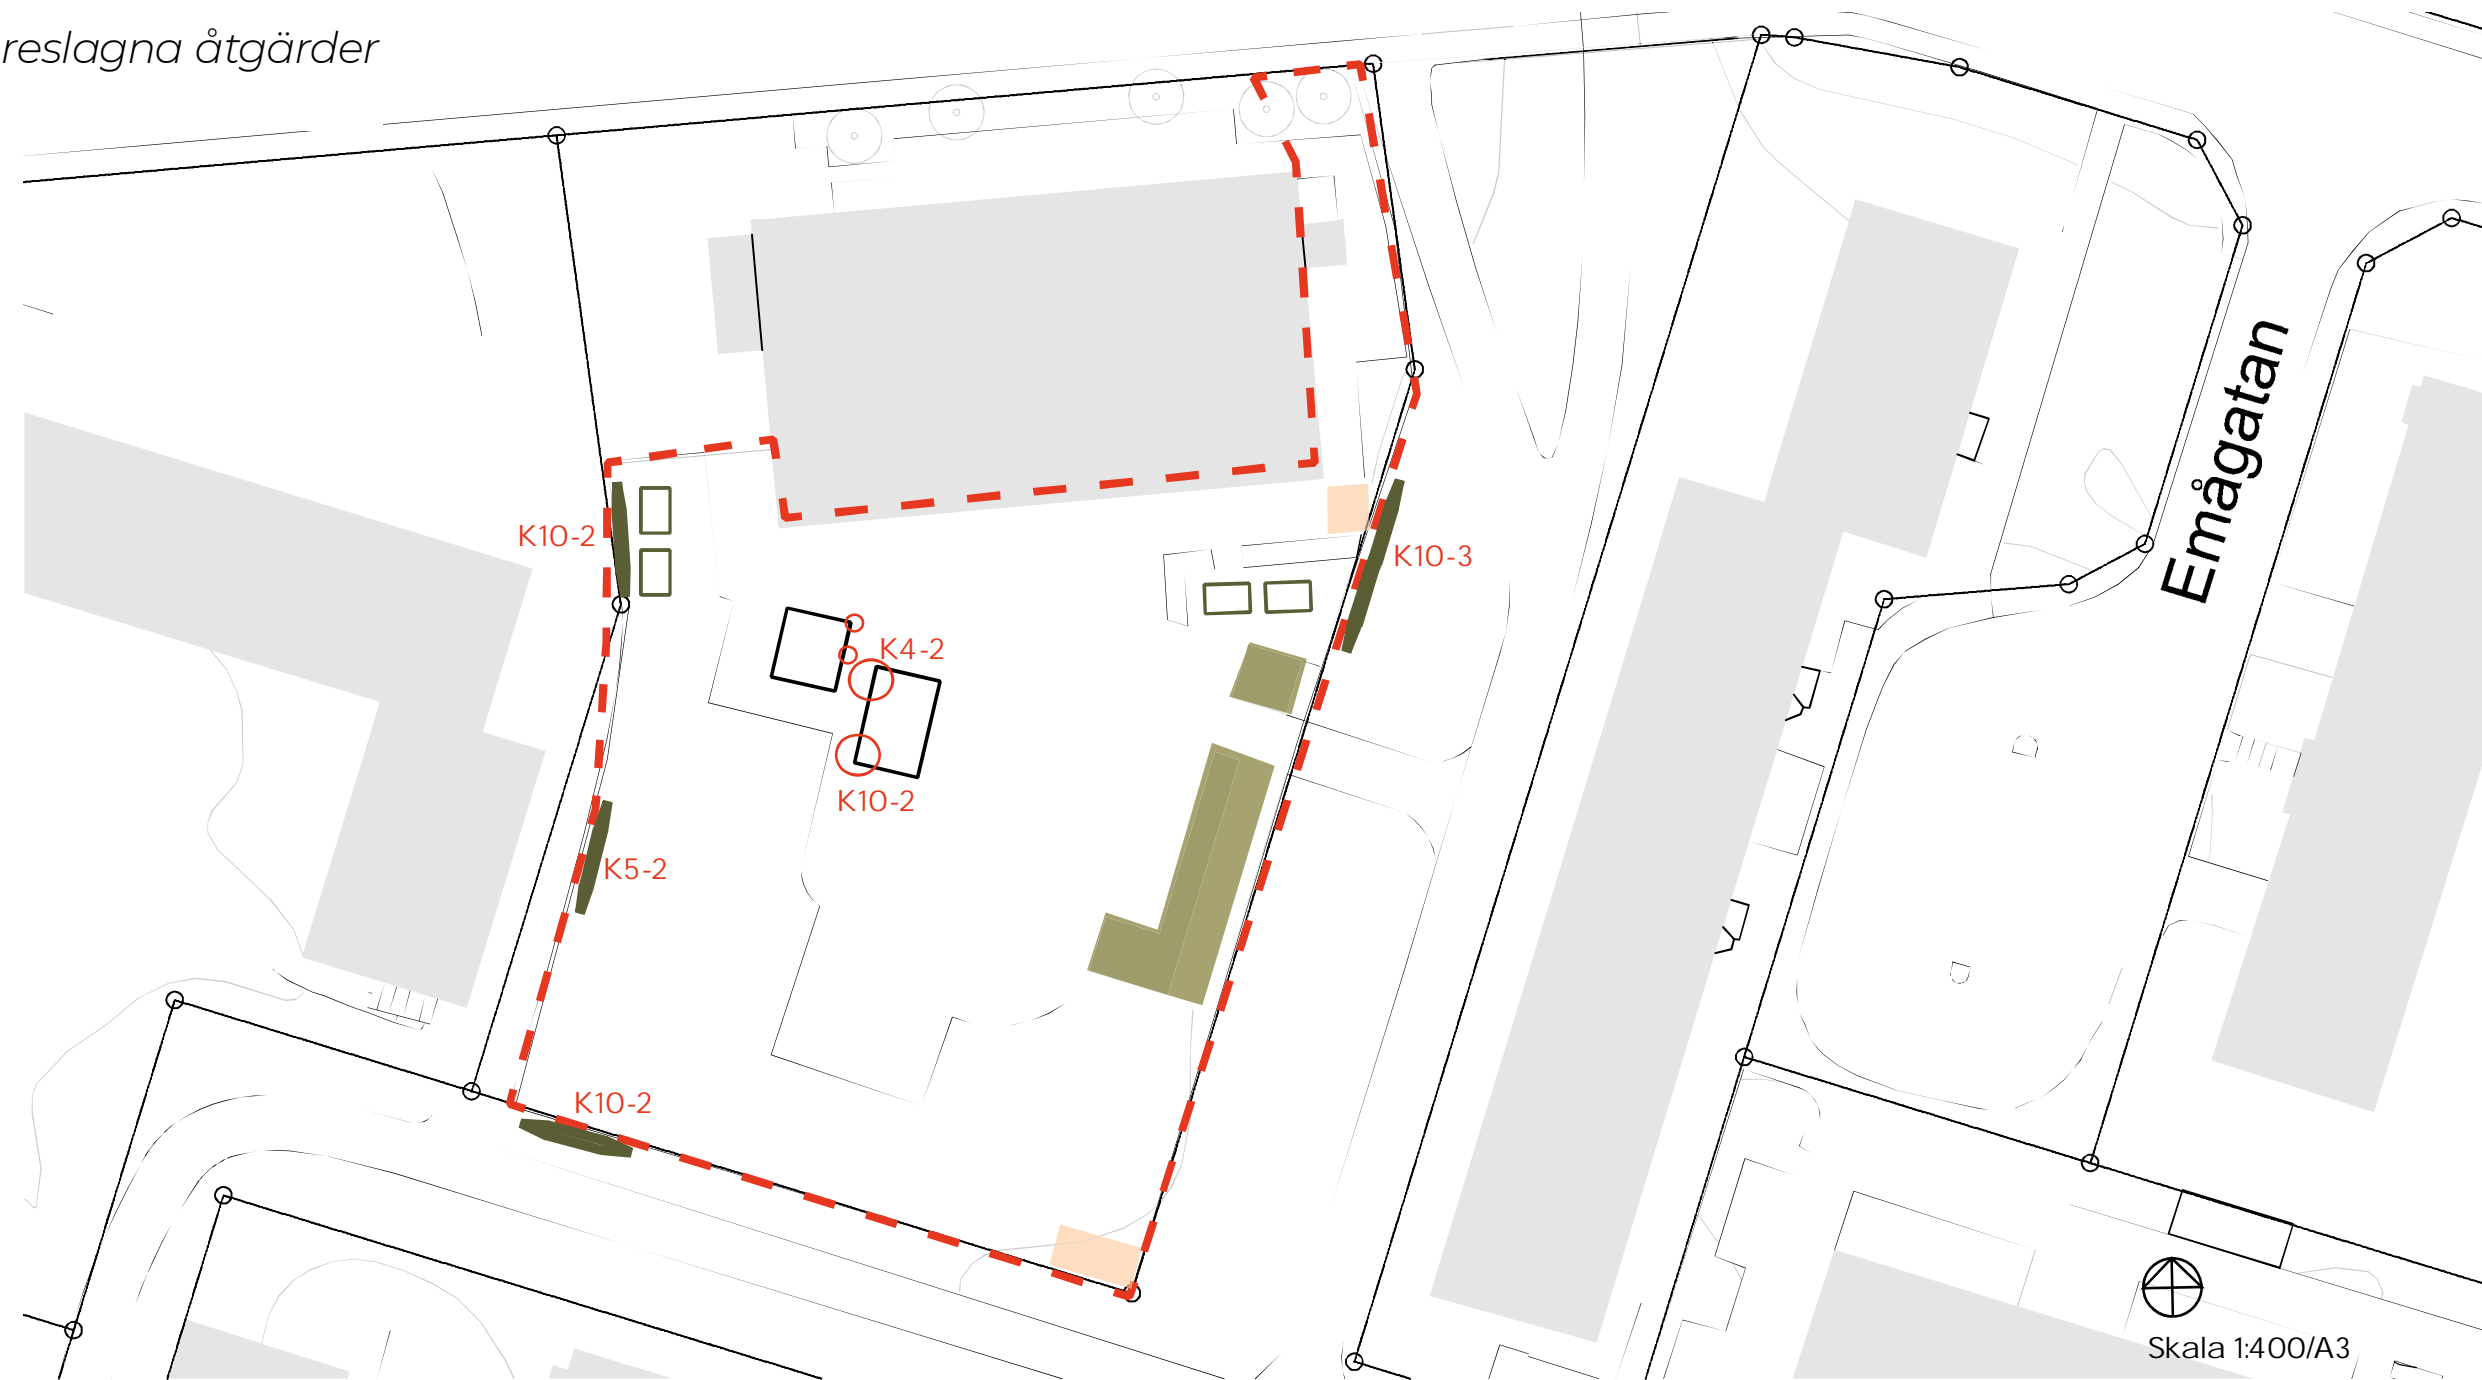 reslagna åtgärder
Emågatan
K10-2
K10-3
K4-2
K10-2
K5-2
K10-2
Skala 1:400/A3